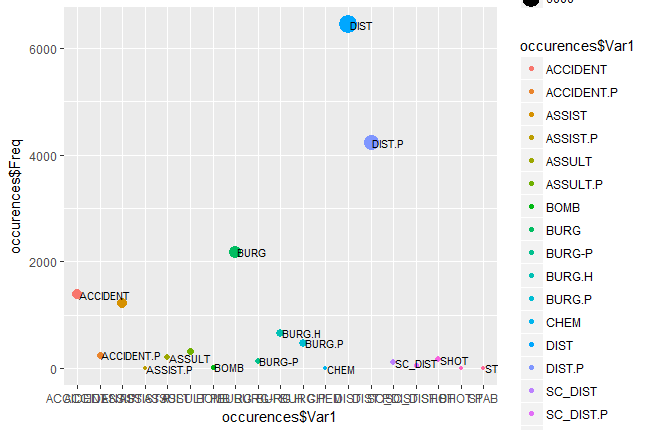 6000
occurences$Var1
ACCIDENT
ACCIDENT.P
ASSIST
ASSIST.P
ASSULT
ASSULT.P
BOMB
BURG
BURG-P
BURG.H
BURG.P
CHEM
DIST
DIST.P
SC_DIST
SC_DIST.P
occurences$Freq
6000
4000
2000
0
DIST
DIST.P
BURG
ACCIDENT
BURG.H
BURG.P
ACCIDENT.P
ASSULT
BURG-P
SC_DIST
SHOT
ASSIST.P
BOMB
CHEM
ST
occurences$Var1